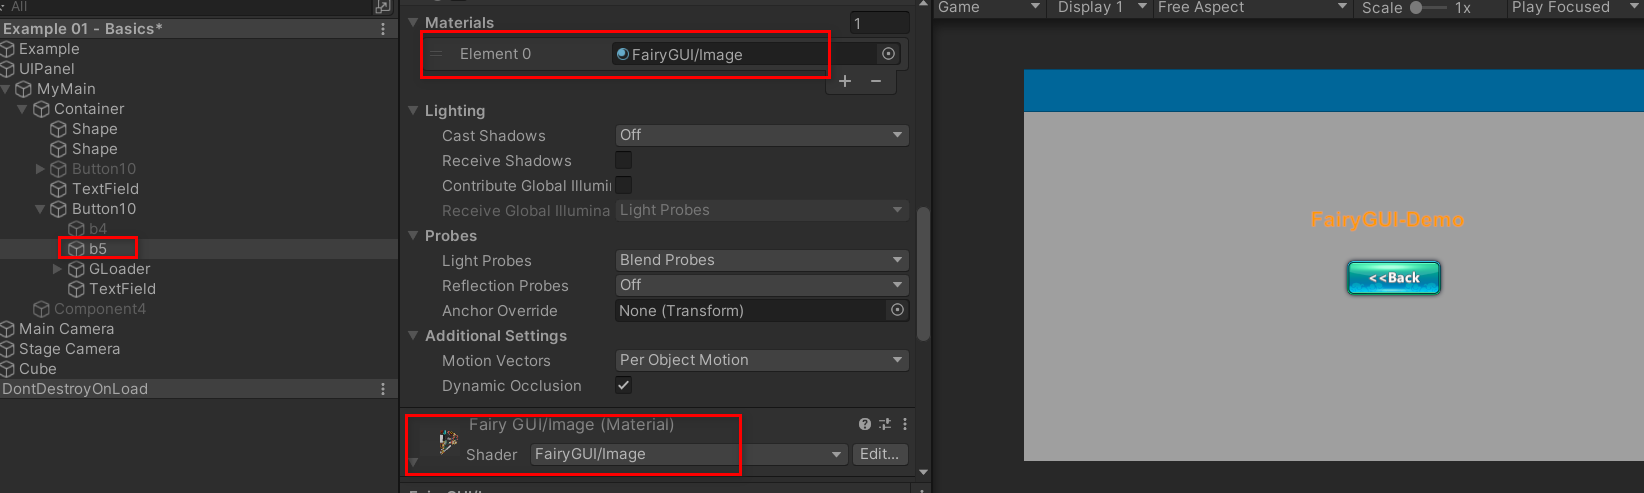 All
Example 01 - Basics*
Example
UIPanel
MyMain
Container
Shape
Shape
Button10
TextField
Button10
b4
b5
GLoader
TextField
Component4
Main Camera
Stage Camera
Cube
DontDestroyOnLoad
Materials 1
Element 0 FairyGUI/Image
+ −
Lighting
Cast Shadows Off
Receive Shadows
Contribute Global Illumi
Receive Global Illumina Light Probes
Probes
Light Probes Blend Probes
Reflection Probes Off
Anchor Override None (Transform)
Additional Settings
Motion Vectors Per Object Motion
Dynamic Occlusion
Fairy GUI/Image (Material)
Shader FairyGUI/Image Edit...
Game Display 1 Free Aspect Scale 1x Play Focused
FairyGUI-Demo
<<Back